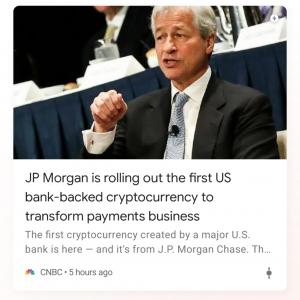 JP Morgan is rolling out the first US
bank-backed cryptocurrency to
transform payments business
The first cryptocurrency created by a major U.S.
bank is here — and it's from J.P. Morgan Chase. Th...
CNBC • 5 hours ago